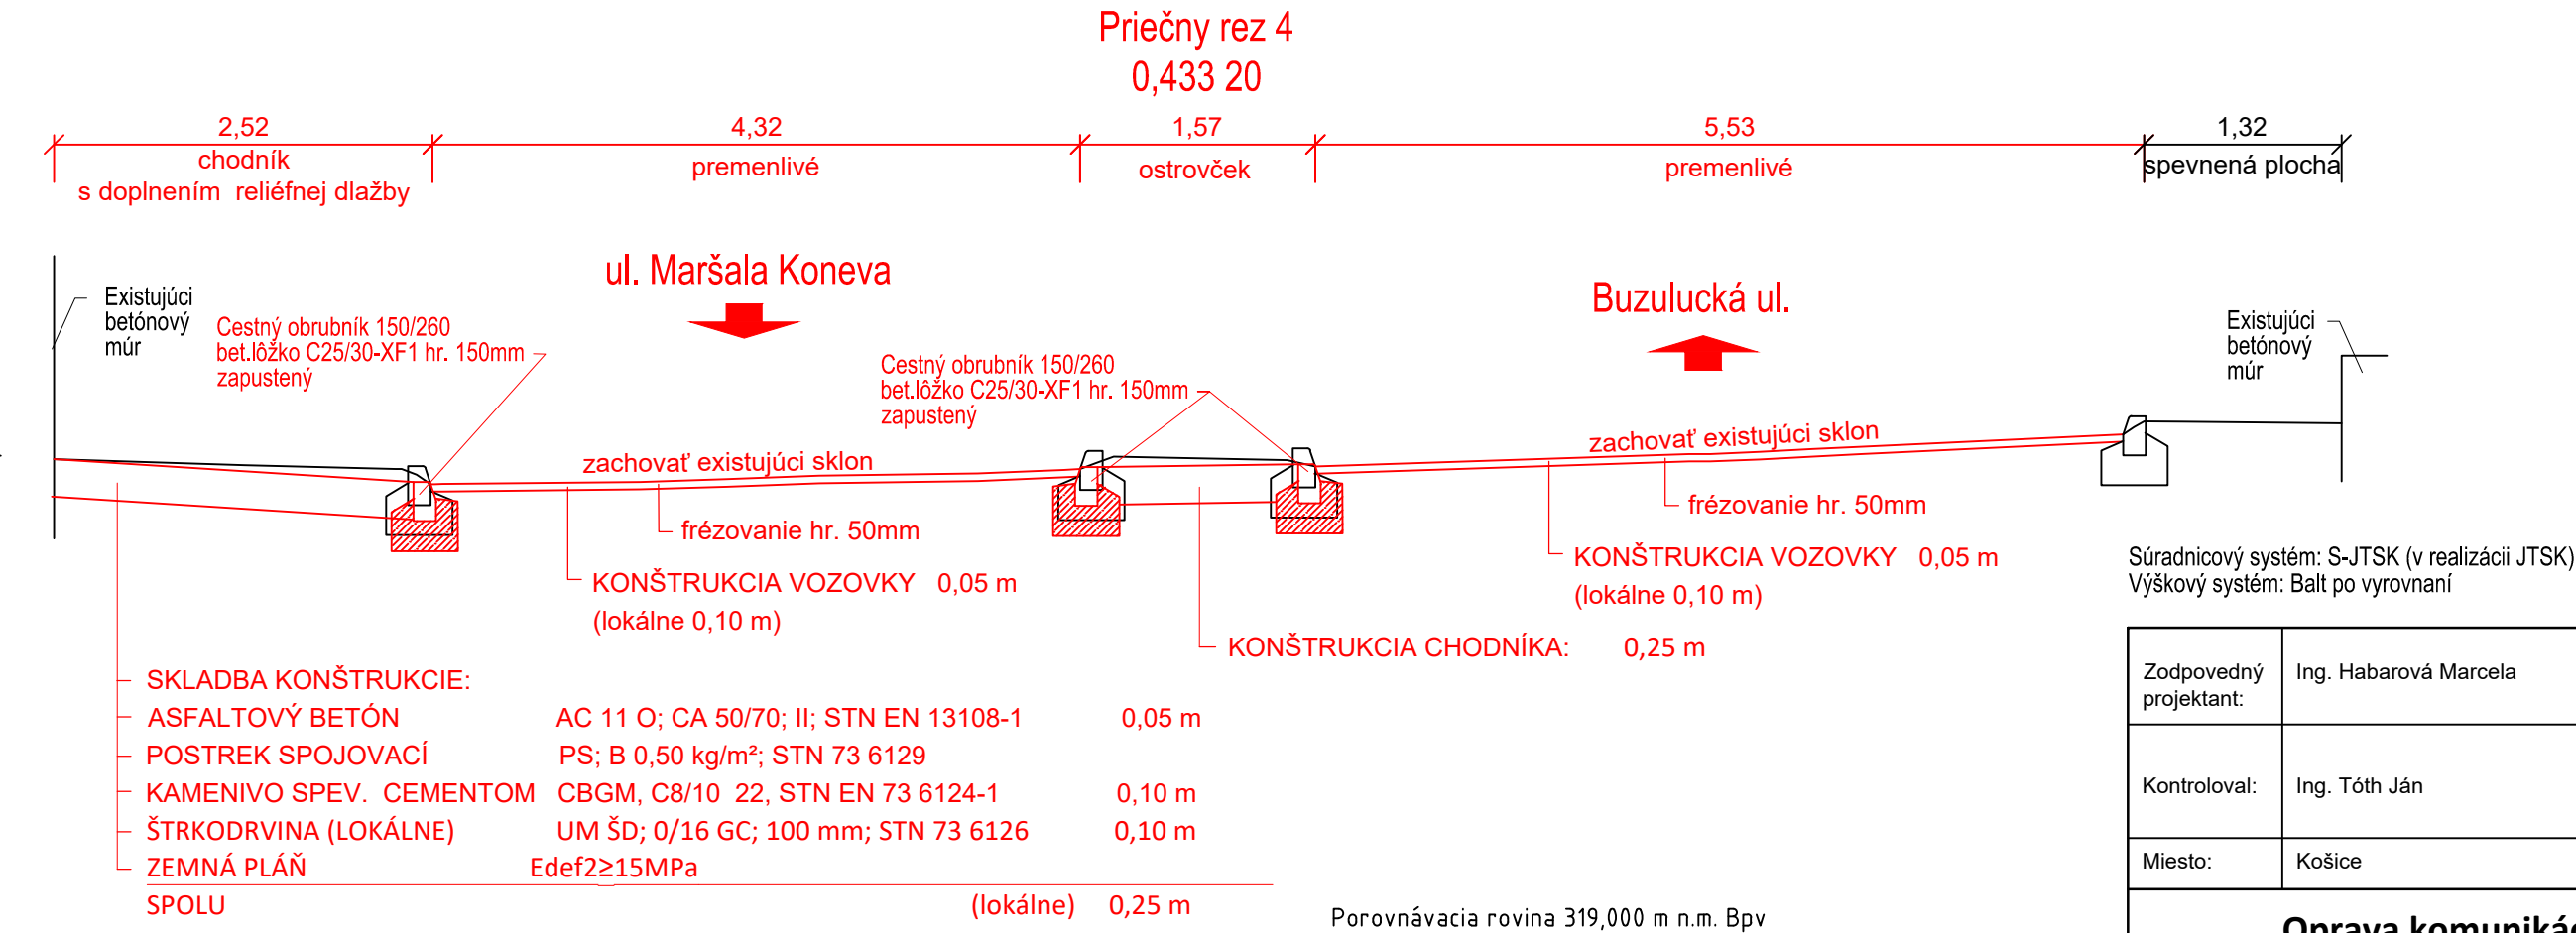 Priečny rez 4
0,433 20
2,52
4,32
1,57
5,53
1,32
chodník
s doplnením reliéfnej dlažby
premenlivé
ostrovček
premenlivé
spevnená plocha
ul. Maršala Koneva
Buzulucká ul.
Existujúci
betónový
múr
Cestný obrubník 150/260
bet.lôžko C25/30-XF1 hr. 150mm
zapustený
Cestný obrubník 150/260
bet.lôžko C25/30-XF1 hr. 150mm
zapustený
Existujúci
betónový
múr
zachovať existujúci sklon
zachovať existujúci sklon
frézovanie hr. 50mm
frézovanie hr. 50mm
KONŠTRUKCIA VOZOVKY 0,05 m
(lokálne 0,10 m)
KONŠTRUKCIA VOZOVKY 0,05 m
(lokálne 0,10 m)
KONŠTRUKCIA CHODNÍKA: 0,25 m
Súradnicový systém: S-JTSK (v realizácii JTSK)
Výškový systém: Balt po vyrovnaní
SKLADBA KONŠTRUKCIE:
ASFALTOVÝ BETÓN AC 11 O; CA 50/70; II; STN EN 13108-1 0,05 m
POSTREK SPOJOVACÍ PS; B 0,50 kg/m²; STN 73 6129
KAMENIVO SPEV. CEMENTOM CBGM, C8/10 22, STN EN 73 6124-1 0,10 m
ŠTRKODRVINA (LOKÁLNE) UM ŠD; 0/16 GC; 100 mm; STN 73 6126 0,10 m
ZEMNÁ PLÁŇ Edef2≥15MPa
SPOLU (lokálne) 0,25 m
Porovnávacia rovina 319,000 m n.m. Bpv
Zodpovedný
projektant:
Ing. Habarová Marcela
Kontroloval: Ing. Tóth Ján
Miesto: Košice
Oprava komuniká